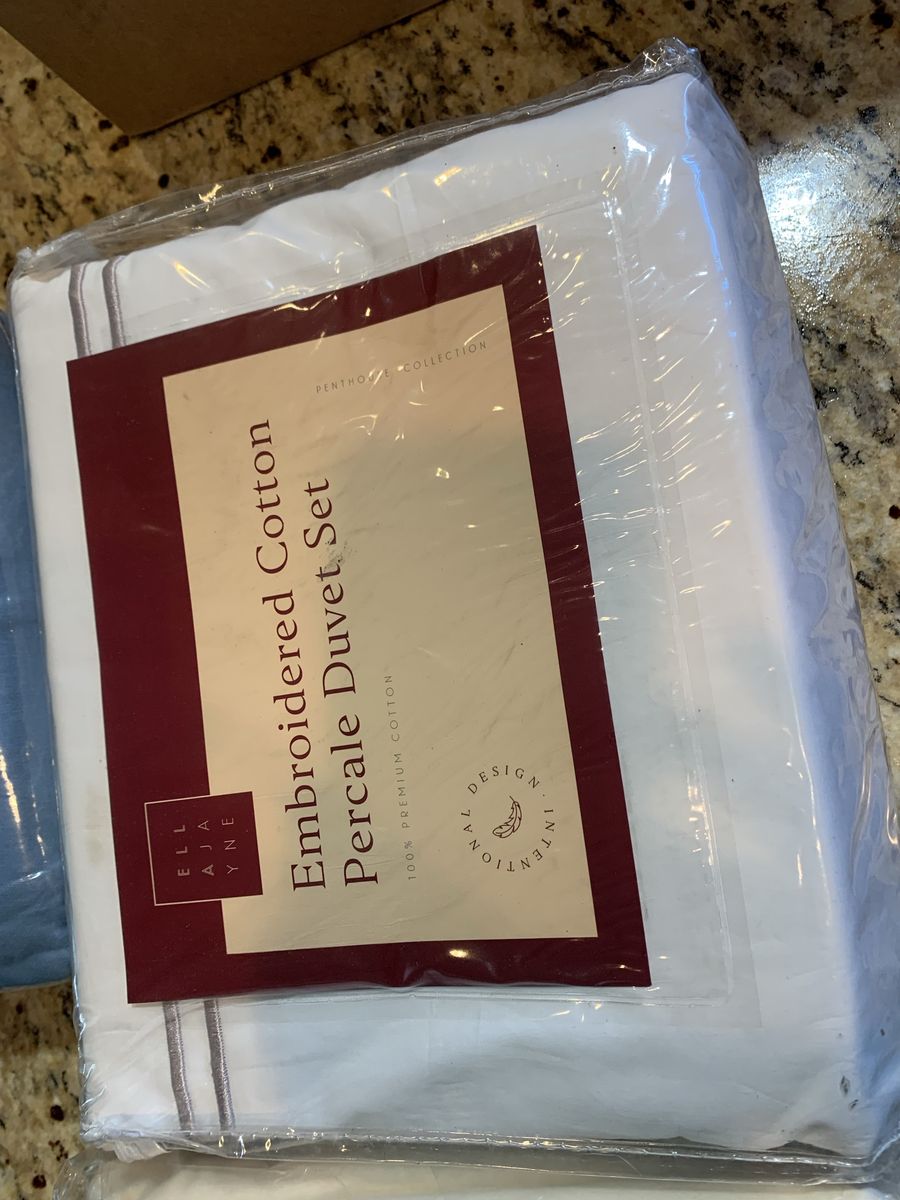 PENTHOUSE COLLECTION
ELL
AJA
YNE
Embroidered Cotton
Percale Duvet Set
100% PREMIUM COTTON
INTENTIONAL DESIGN ·